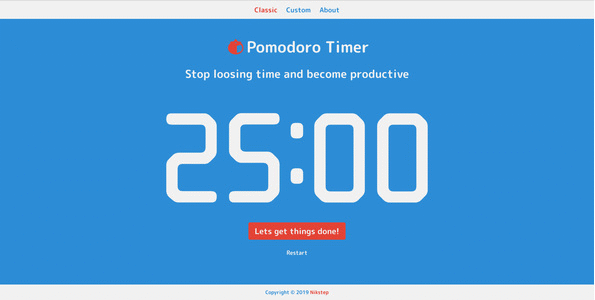 Classic Custom About
Pomodoro Timer
Stop loosing time and become productive
25:00
Lets get things done!
Restart
Copyright © 2019 Nikstep